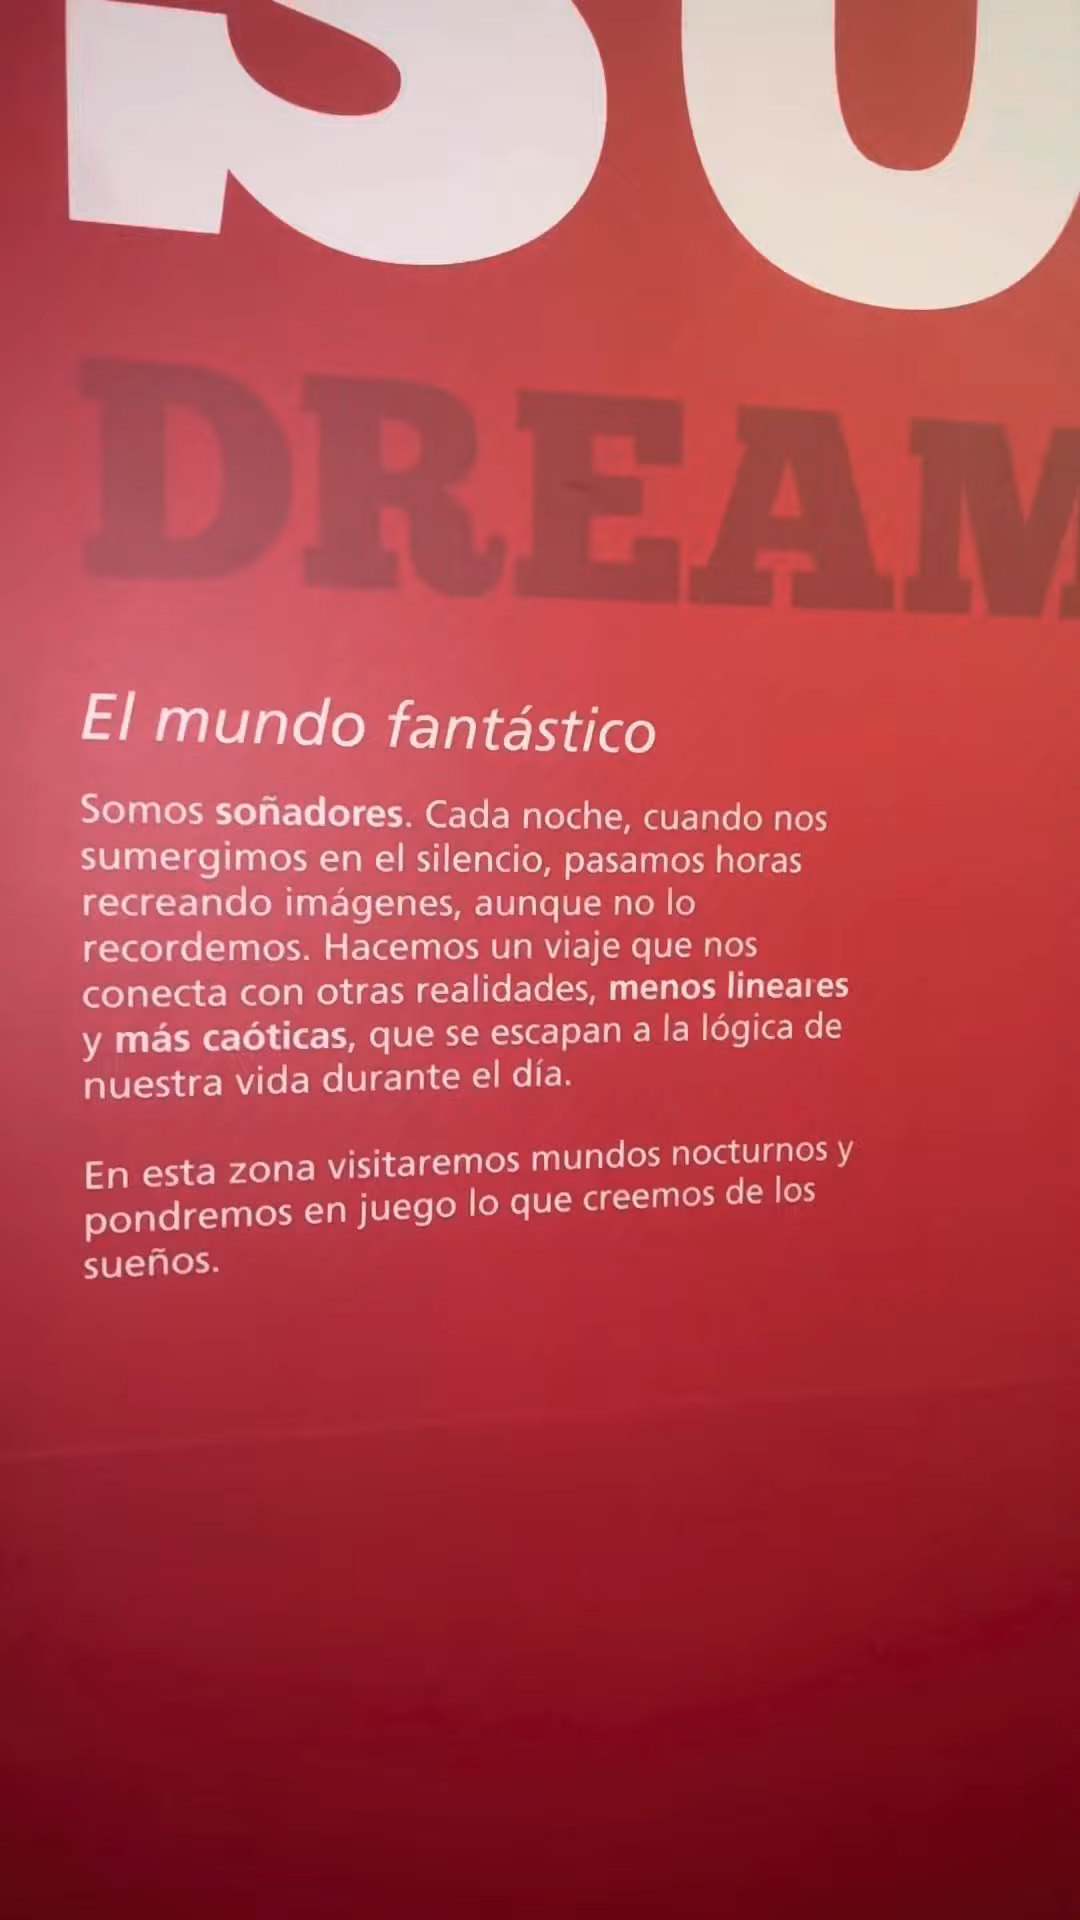 SU
DREAM
El mundo fantástico
Somos soñadores. Cada noche, cuando nos
sumergimos en el silencio, pasamos horas
recreando imágenes, aunque no lo
recordemos. Hacemos un viaje que nos
conecta con otras realidades, menos lineares
y más caóticas, que se escapan a la lógica de
nuestra vida durante el día.
En esta zona visitaremos mundos nocturnos y
pondremos en juego lo que creemos de los
sueños.